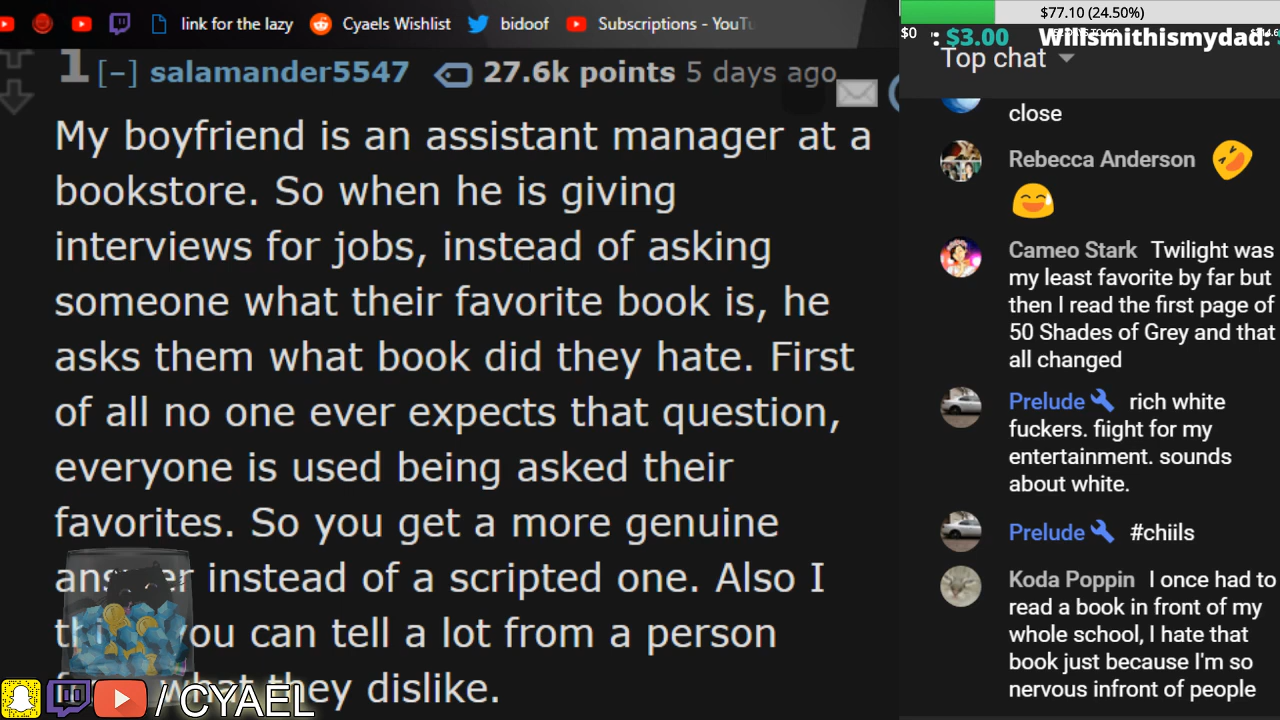 link for the lazy Cyaels Wishlist bidoof Subscriptions - YouTu
1 [–] salamander5547 27.6k points 5 days ago
My boyfriend is an assistant manager at a
bookstore. So when he is giving
interviews for jobs, instead of asking
someone what their favorite book is, he
asks them what book did they hate. First
of all no one ever expects that question,
everyone is used being asked their
favorites. So you get a more genuine
answer instead of a scripted one. Also I
you can tell a lot from a person
what they dislike.
/CYAEL
$77.10 (24.50%)
$0
: $3.00 Willsmithismydad:
Top chat
close
Rebecca Anderson
Cameo Stark Twilight was
my least favorite by far but
then I read the first page of
50 Shades of Grey and that
all changed
Prelude rich white
fuckers. fiight for my
entertainment. sounds
about white.
Prelude #chiils
Koda Poppin I once had to
read a book in front of my
whole school, I hate that
book just because I'm so
nervous infront of people